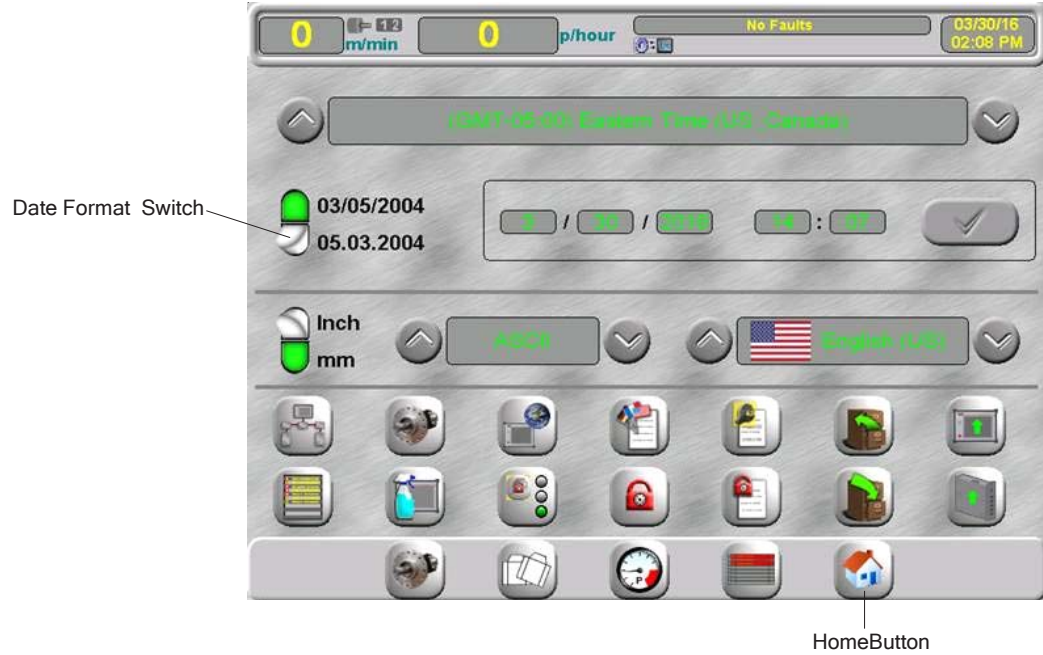 0 1 2 m/min 0 p/hour No Faults 03/30/16
02:08 PM
(GMT-05:00) Eastern Time (US, Canada)
Date Format Switch
03/05/2004
05.03.2004
3 / 30 / 2016 14 : 07
Inch
mm
ASCII
English (US)
P
HomeButton